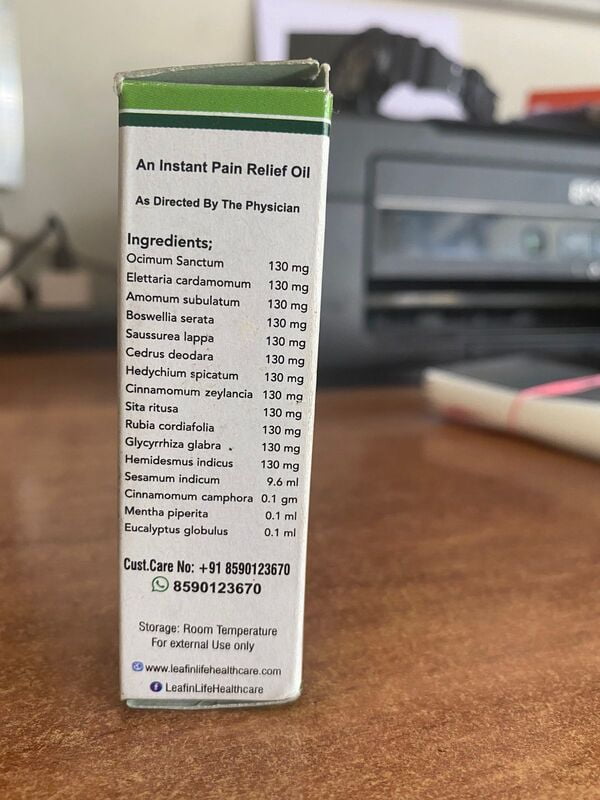 An Instant Pain Relief Oil
As Directed By The Physician
Ingredients;
Ocimum Sanctum 130 mg
Elettaria cardamomum 130 mg
Amomum subulatum 130 mg
Boswellia serata 130 mg
Saussurea lappa 130 mg
Cedrus deodara 130 mg
Hedychium spicatum 130 mg
Cinnamomum zeylancia 130 mg
Sita ritusa 130 mg
Rubia cordiafolia 130 mg
Glycyrrhiza glabra 130 mg
Hemidesmus indicus 130 mg
Sesamum indicum 9.6 ml
Cinnamomum camphora 0.1 gm
Mentha piperita 0.1 ml
Eucalyptus globulus 0.1 ml
Cust.Care No: +91 8590123670
8590123670
Storage: Room Temperature
For external Use only
www.leafinlifehealthcare.com
LeafinLifeHealthcare